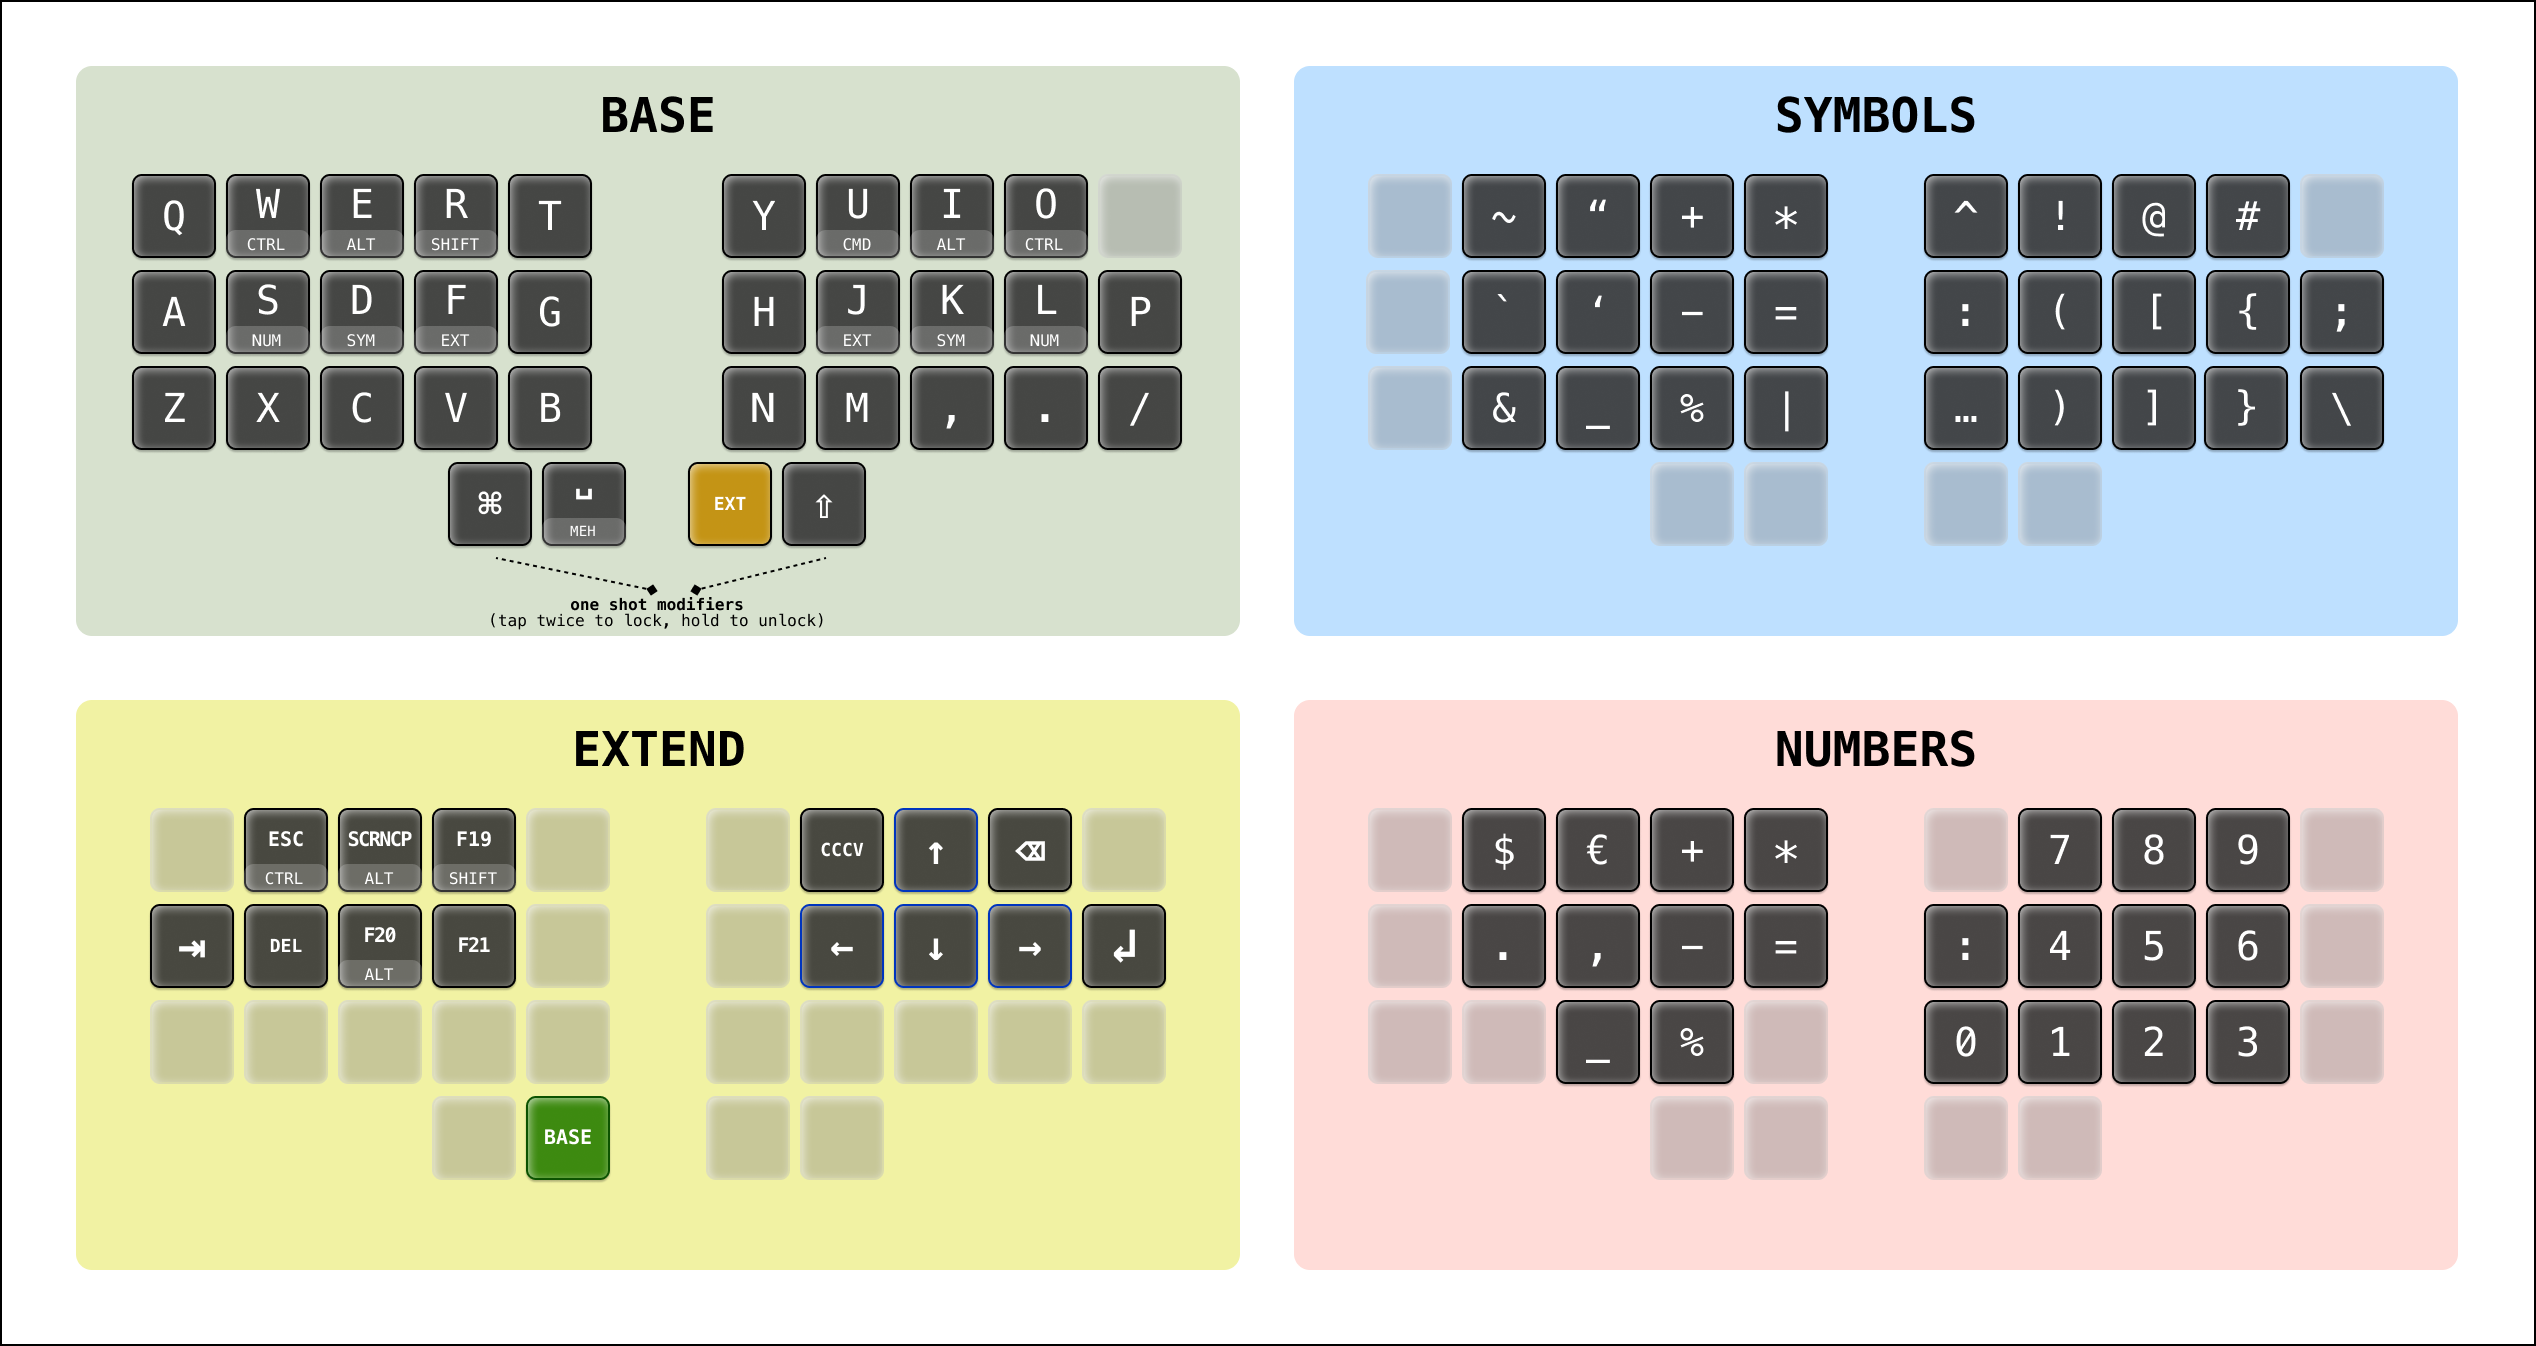 BASE
Q W E R T Y U I O
CTRL ALT SHIFT CMD ALT CTRL
A S D F G H J K L P
NUM SYM EXT EXT SYM NUM
Z X C V B N M , . /
⌘ ␣ EXT ⇧
MEH
one shot modifiers
(tap twice to lock, hold to unlock)
SYMBOLS
~ “ + * ^ ! @ #
` ‘ − = : ( [ { ;
& _ % | … ) ] } \
EXTEND
ESC SCRNCP F19 CCCV ↑ ⌫
CTRL ALT SHIFT
⇥ DEL F20 F21 ← ↓ → ↲
ALT
BASE
NUMBERS
$ € + * 7 8 9
. , − = : 4 5 6
_ % 0 1 2 3